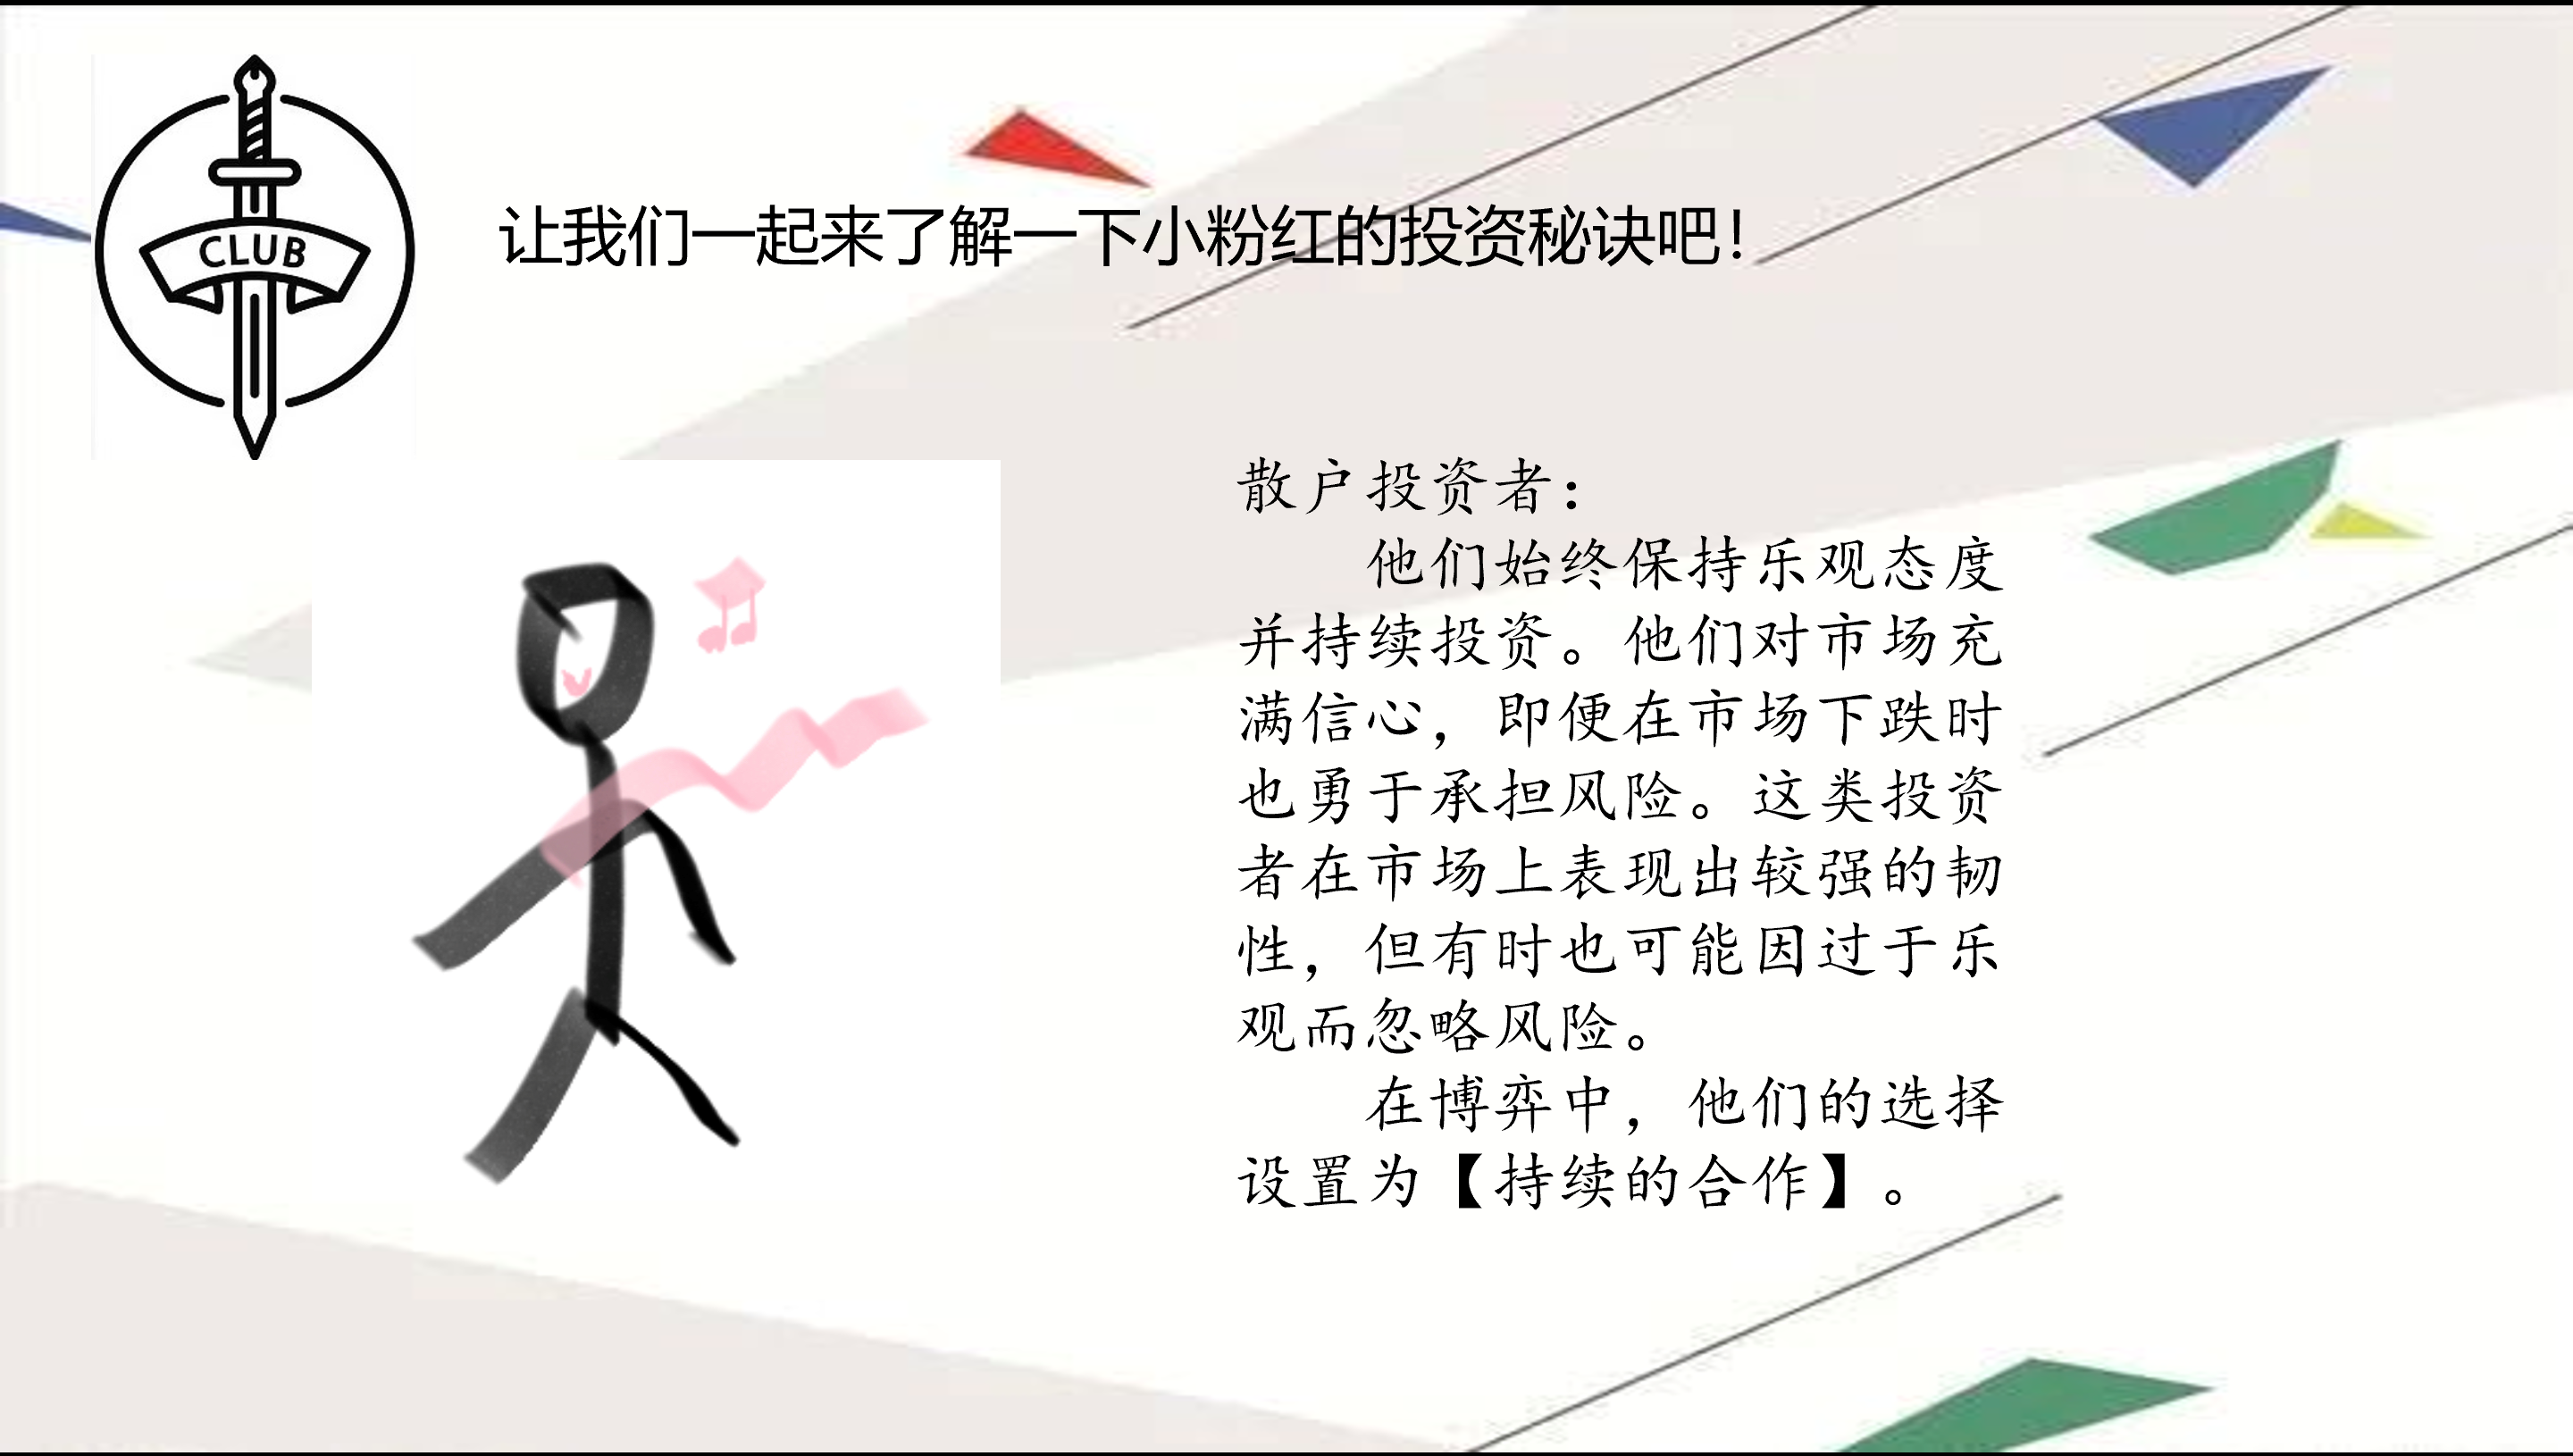 CLUB
让我们一起来了解一下小粉红的投资秘诀吧！
散户投资者：
他们始终保持乐观态度
并持续投资。他们对市场充
满信心，即便在市场下跌时
也勇于承担风险。这类投资
者在市场上表现出较强的韧
性，但有时也可能因过于乐
观而忽略风险。
在博弈中，他们的选择
设置为【持续的合作】。